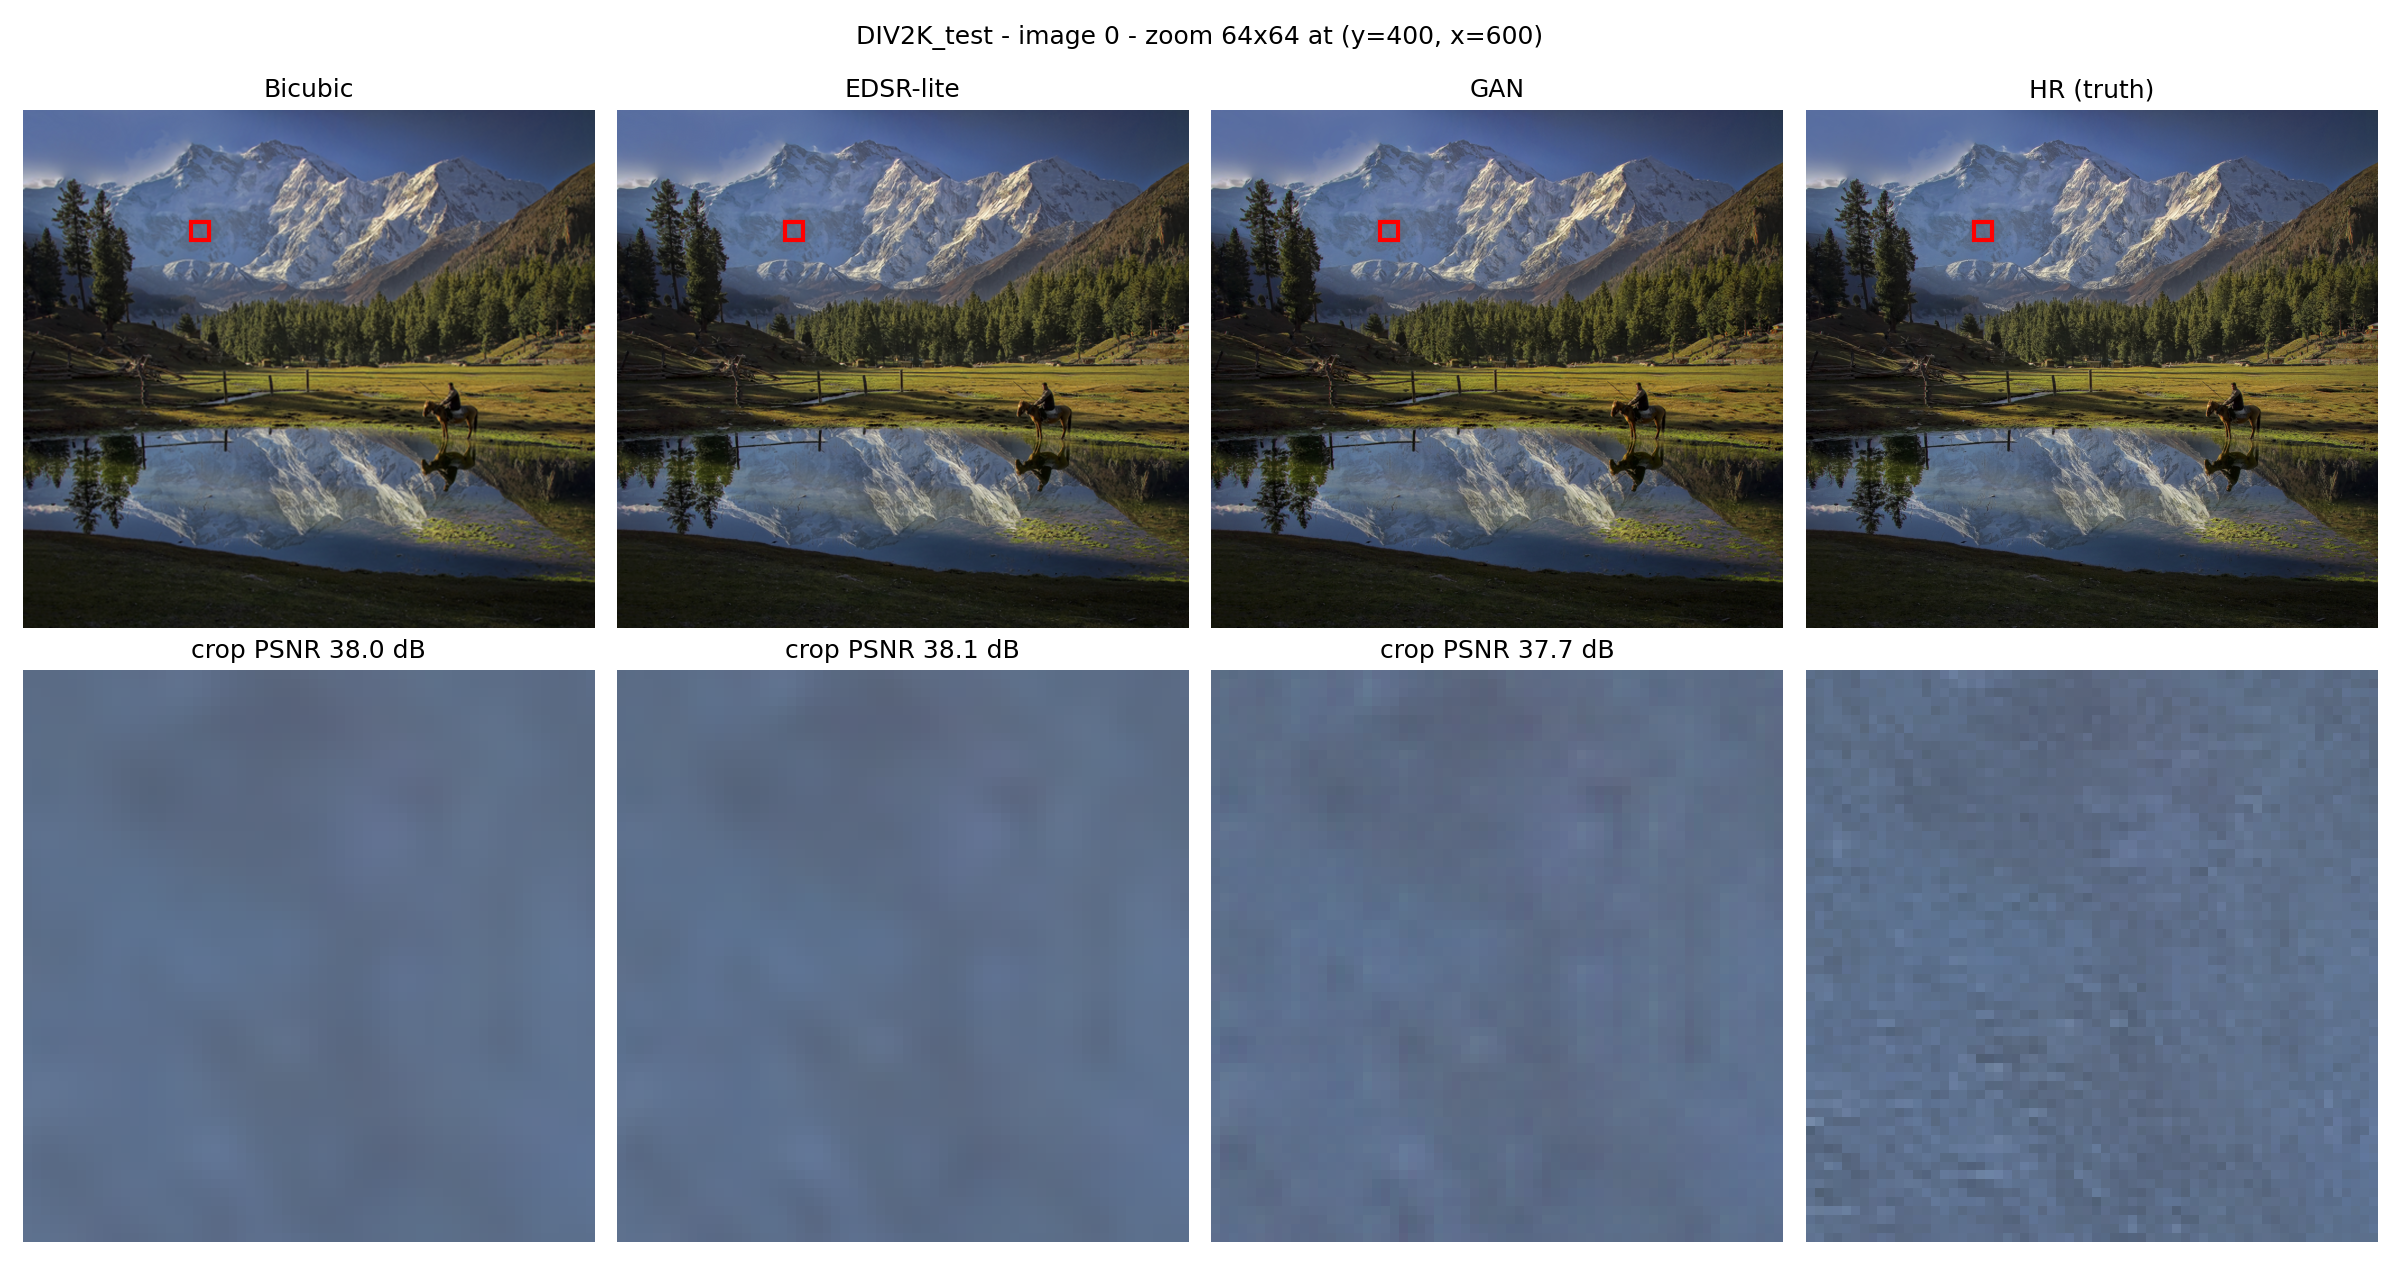 DIV2K_test - image 0 - zoom 64x64 at (y=400, x=600)
Bicubic
EDSR-lite
GAN
HR (truth)
crop PSNR 38.0 dB
crop PSNR 38.1 dB
crop PSNR 37.7 dB